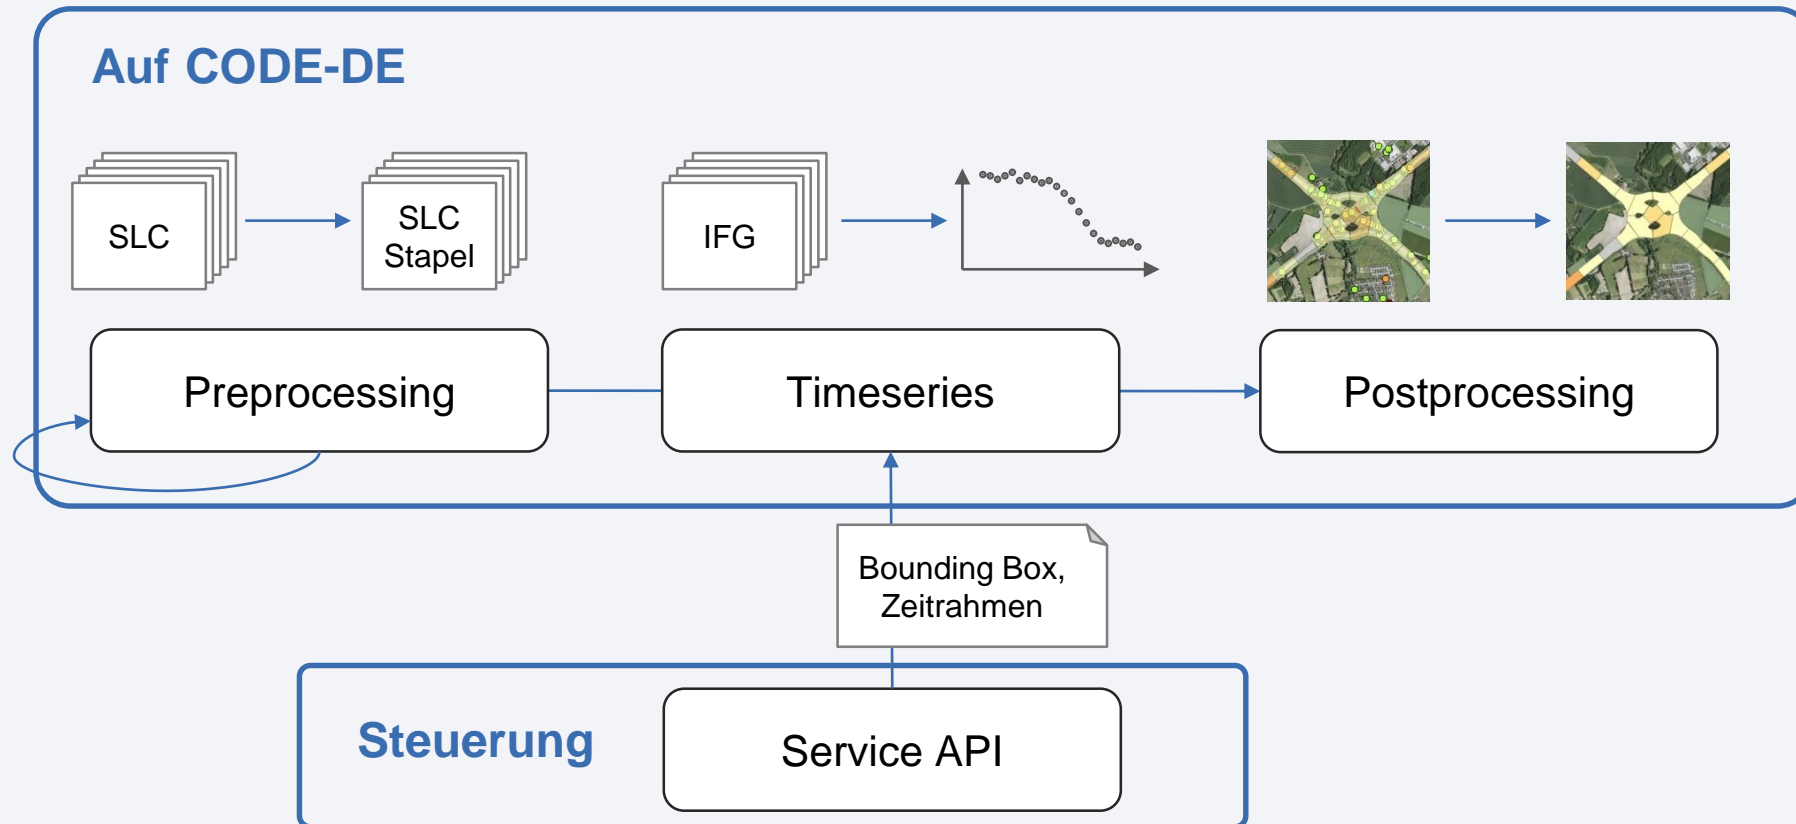 Auf CODE-DE
SLC
SLC
Stapel
IFG
Preprocessing
Timeseries
Postprocessing
Bounding Box,
Zeitrahmen
Steuerung
Service API